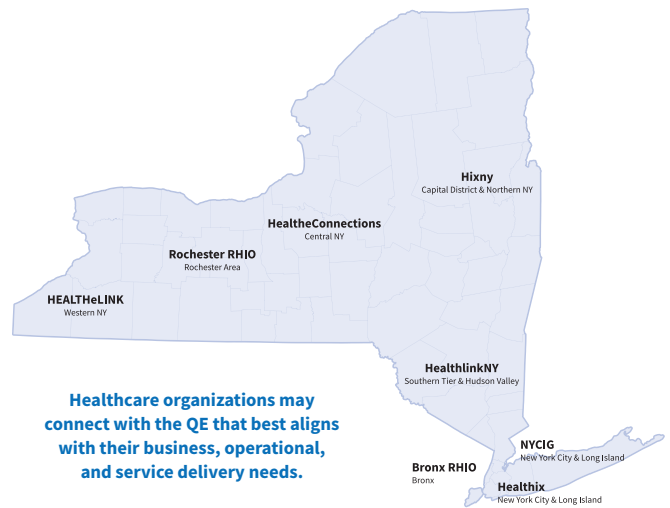 Hixny
Capital District & Northern NY
HealtheConnections
Central NY
Rochester RHIO
Rochester Area
HEALTHeLINK
Western NY
HealthlinkNY
Southern Tier & Hudson Valley
Healthcare organizations may
connect with the QE that best aligns
with their business, operational,
and service delivery needs.
NYCIG
New York City & Long Island
Bronx RHIO
Bronx
Healthix
New York City & Long Island